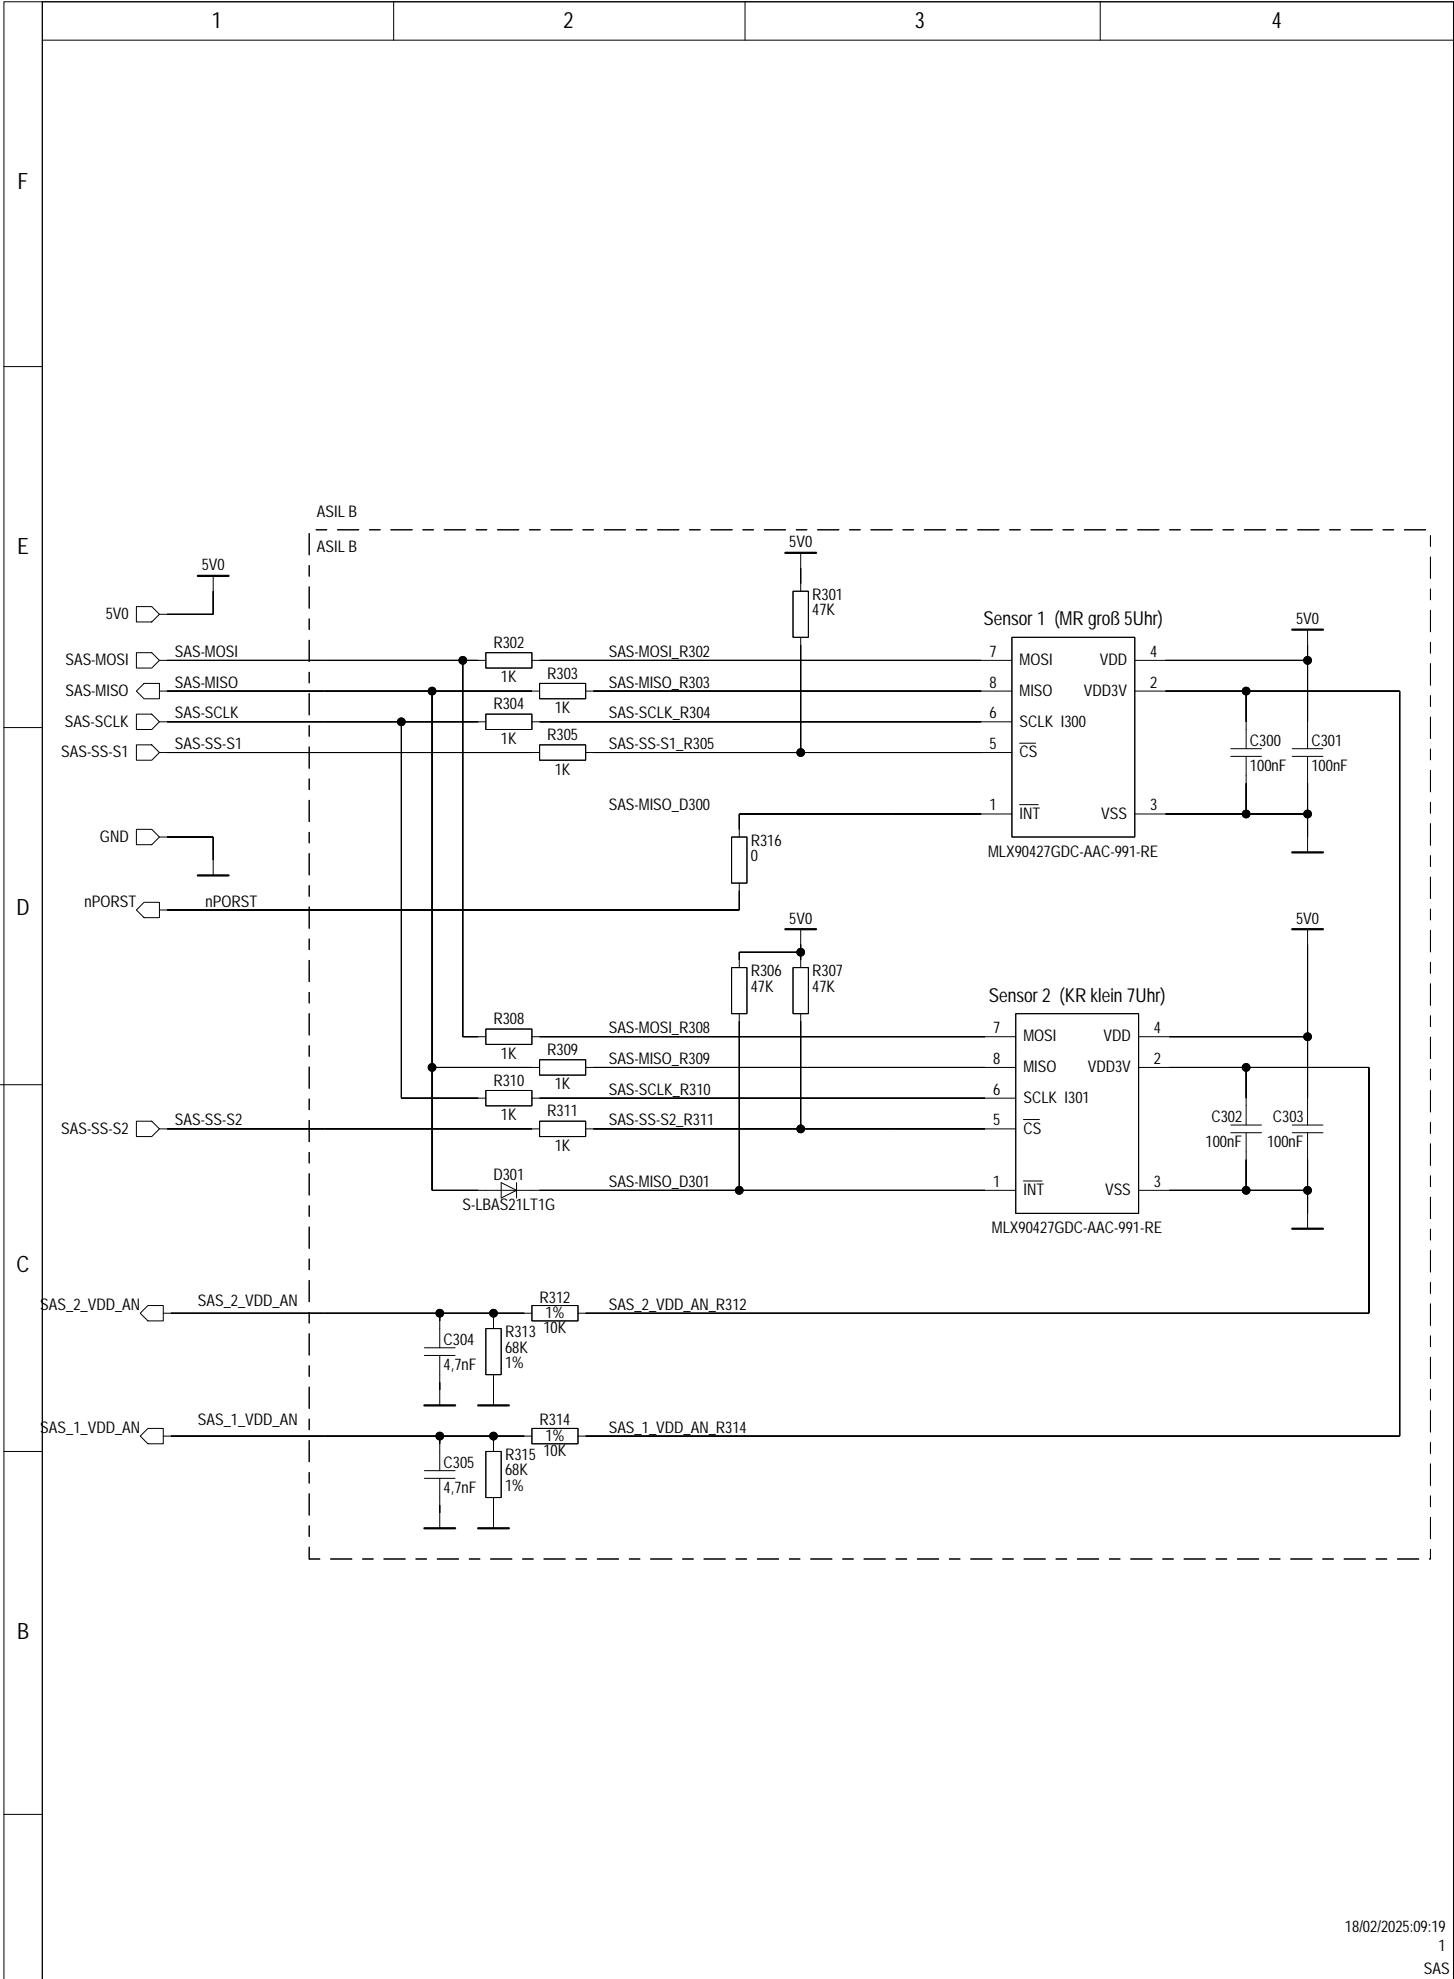 1 2 3 4
F
ASIL B
E
ASIL B
5V0
5V0
5V0
R301
47K
Sensor 1 (MR groß 5Uhr)
5V0
SAS-MOSI SAS-MOSI R302 1K SAS-MOSI_R302 7 MOSI VDD 4
SAS-MISO SAS-MISO R303 1K SAS-MISO_R303 8 MISO VDD3V 2
SAS-SCLK SAS-SCLK R304 1K SAS-SCLK_R304 6 SCLK I300
SAS-SS-S1 SAS-SS-S1 R305 1K SAS-SS-S1_R305 5 CS
C300
100nF
C301
100nF
SAS-MISO_D300 1 INT VSS 3
GND
R316
0
MLX90427GDC-AAC-991-RE
D
nPORST nPORST
5V0
5V0
R306
47K
R307
47K
Sensor 2 (KR klein 7Uhr)
R308 1K SAS-MOSI_R308 7 MOSI VDD 4
R309 1K SAS-MISO_R309 8 MISO VDD3V 2
R310 1K SAS-SCLK_R310 6 SCLK I301
SAS-SS-S2 SAS-SS-S2 R311 1K SAS-SS-S2_R311 5 CS
C302
100nF
C303
100nF
D301
S-LBAS21LT1G
SAS-MISO_D301 1 INT VSS 3
MLX90427GDC-AAC-991-RE
C
SAS_2_VDD_AN SAS_2_VDD_AN R312 1% 10K SAS_2_VDD_AN_R312
C304
4,7nF
R313
68K
1%
SAS_1_VDD_AN SAS_1_VDD_AN R314 1% 10K SAS_1_VDD_AN_R314
C305
4,7nF
R315
68K
1%
B
18/02/2025:09:19
1
SAS